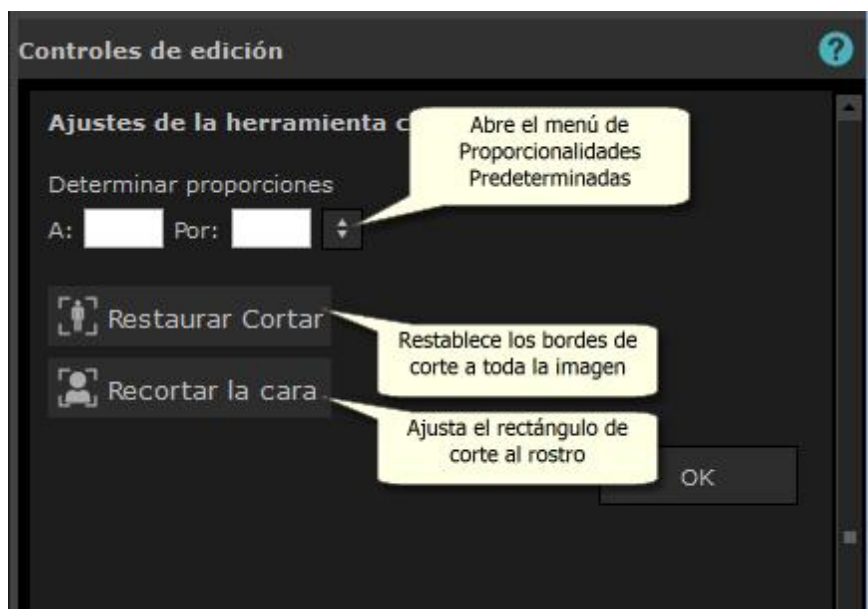 Controles de edición
?
Ajustes de la herramienta
Abre el menú de
Proporcionalidades
Predeterminadas
Determinar proporciones
A:
Por:
Restaurar Cortar
Restablece los bordes de
corte a toda la imagen
Recortar la cara
Ajusta el rectángulo de
corte al rostro
OK